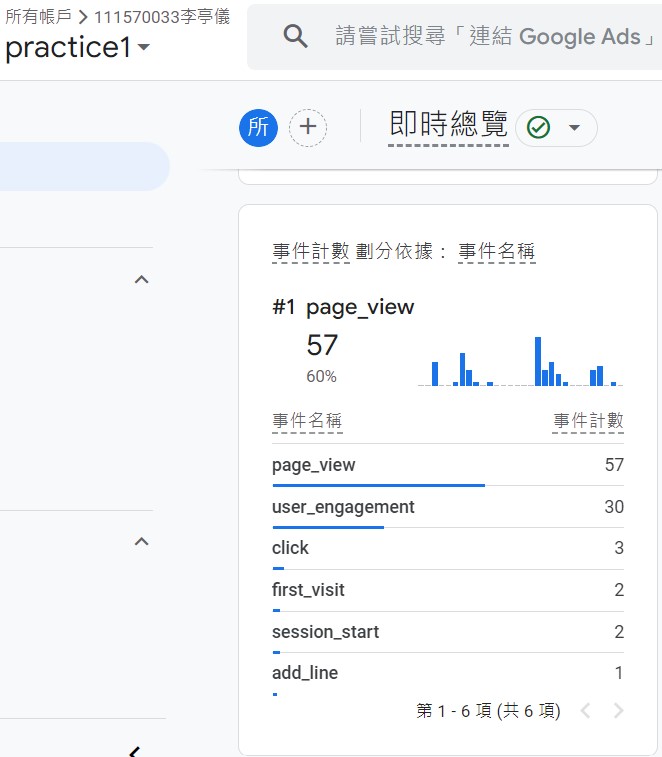 所有帳戶 > 111570033李亭儀
practice1
請嘗試搜尋「連結 Google Ads」
所
即時總覽
事件計數 劃分依據： 事件名稱
#1 page_view
57
60%
事件名稱 事件計數
page_view 57
user_engagement 30
click 3
first_visit 2
session_start 2
add_line 1
第 1 - 6 項 (共 6 項)